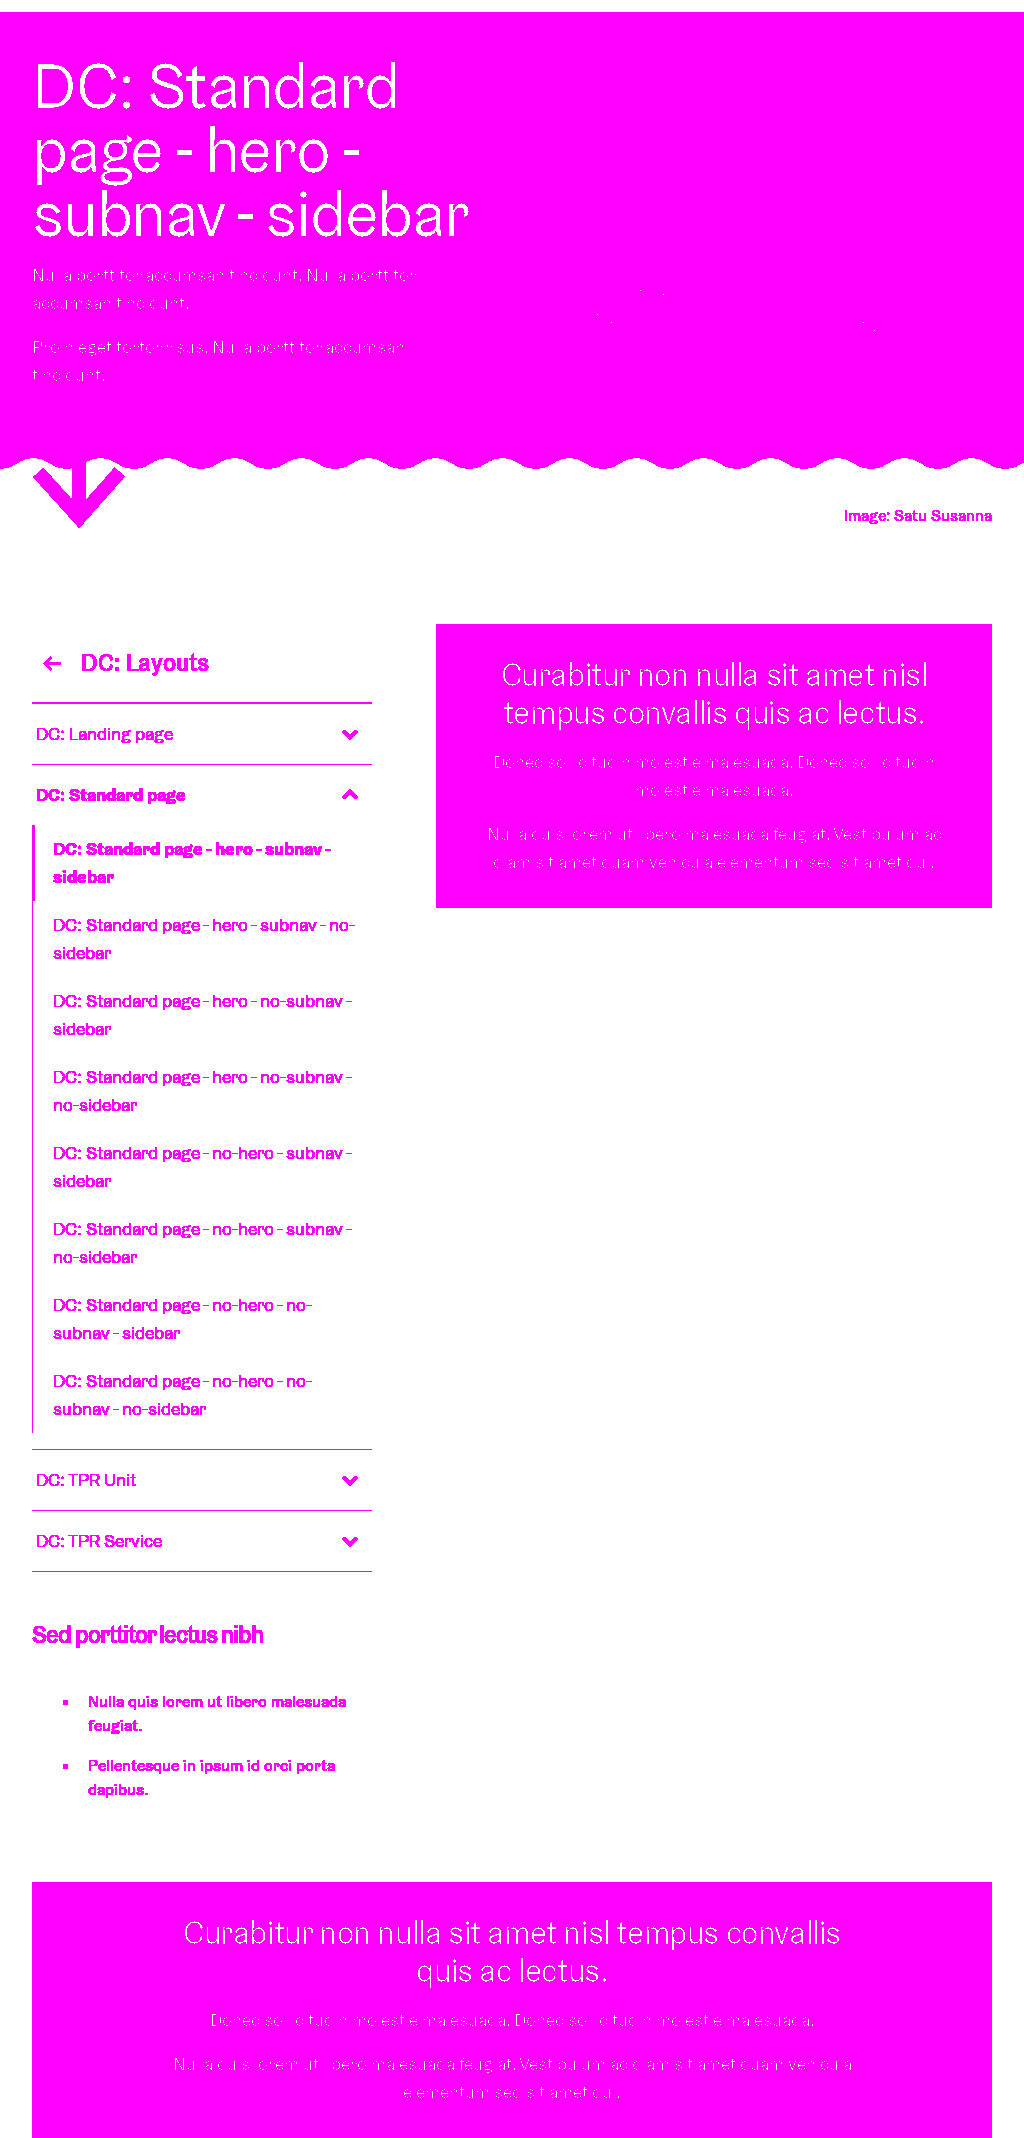 DC: Standard
page - hero -
subnav - sidebar
Nulla porttitor accumsan tincidunt. Nulla porttitor
accumsan tincidunt.
Proin eget tortor risus. Nulla porttitor accumsan
tincidunt.
Image: Satu Susanna
DC: Layouts
DC: Landing page
DC: Standard page
DC: Standard page - hero - subnav -
sidebar
DC: Standard page - hero - subnav - no-
sidebar
DC: Standard page - hero - no-subnav -
sidebar
DC: Standard page - hero - no-subnav -
no-sidebar
DC: Standard page - no-hero - subnav -
sidebar
DC: Standard page - no-hero - subnav -
no-sidebar
DC: Standard page - no-hero - no-
subnav - sidebar
DC: Standard page - no-hero - no-
subnav - no-sidebar
DC: TPR Unit
DC: TPR Service
Sed porttitor lectus nibh
Nulla quis lorem ut libero malesuada
feugiat.
Pellentesque in ipsum id orci porta
dapibus.
Curabitur non nulla sit amet nisl
tempus convallis quis ac lectus.
Donec sollicitudin molestie malesuada. Donec sollicitudin
molestie malesuada.
Nulla quis lorem ut libero malesuada feugiat. Vestibulum ac
diam sit amet quam vehicula elementum sed sit amet dui.
Curabitur non nulla sit amet nisl tempus convallis
quis ac lectus.
Donec sollicitudin molestie malesuada. Donec sollicitudin molestie malesuada.
Nulla quis lorem ut libero malesuada feugiat. Vestibulum ac diam sit amet quam vehicula
elementum sed sit amet dui.